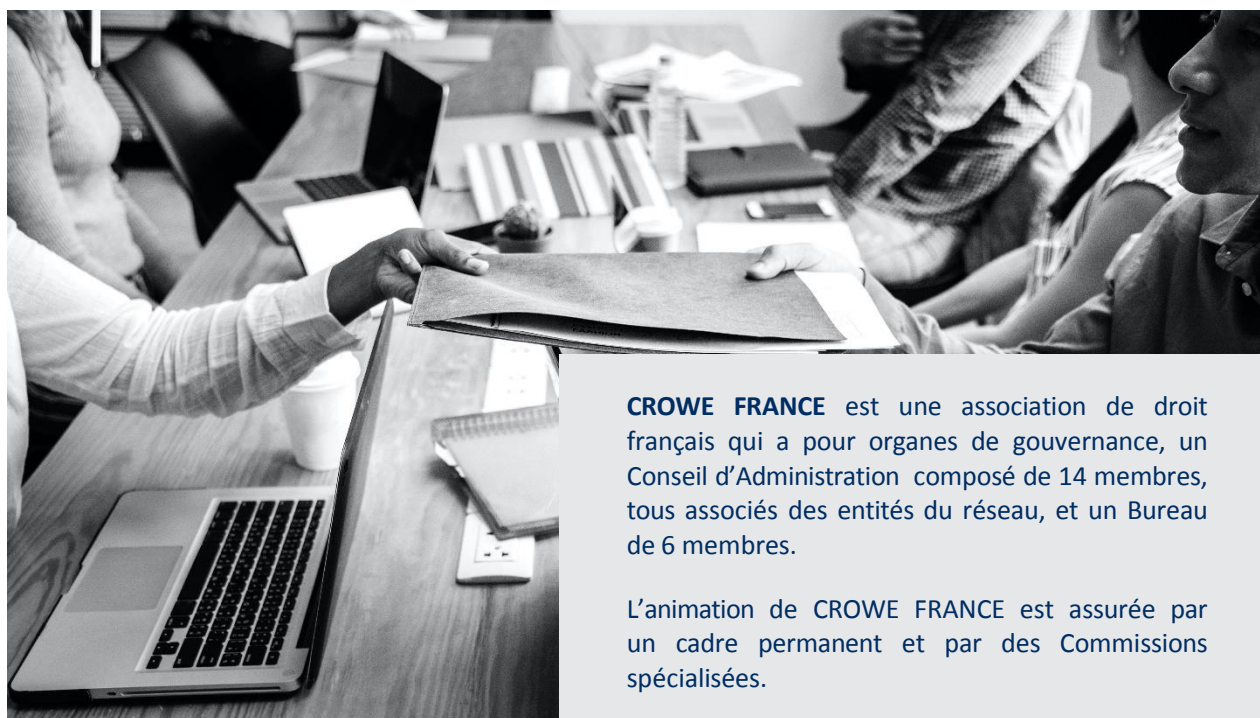 CROWE FRANCE est une association de droit
français qui a pour organes de gouvernance, un
Conseil d’Administration  composé de 14 membres,
tous associés des entités du réseau, et un Bureau
de 6 membres.
L’animation de CROWE FRANCE est assurée par
un cadre permanent et par des Commissions
spécialisées.